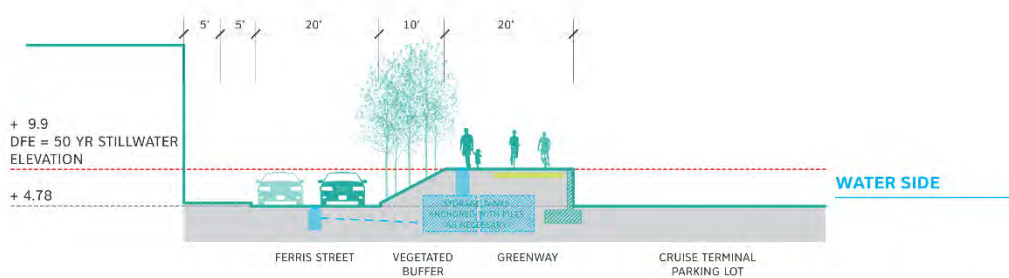 5' 5' 20' 10' 20'
+ 9.9
DFE = 50 YR STILLWATER
ELEVATION
+ 4.78
STORAGE TANKS
ANCHORED WITH PILES
AS NECESSARY
WATER SIDE
FERRIS STREET
VEGETATED
BUFFER
GREENWAY
CRUISE TERMINAL
PARKING LOT